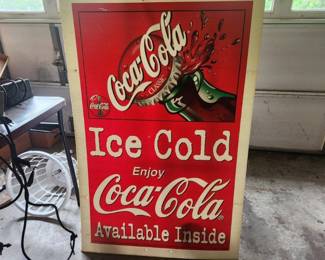 Coca-Cola
CLASSIC
Coca-Cola
Ice Cold
Enjoy
Coca-Cola
Available Inside